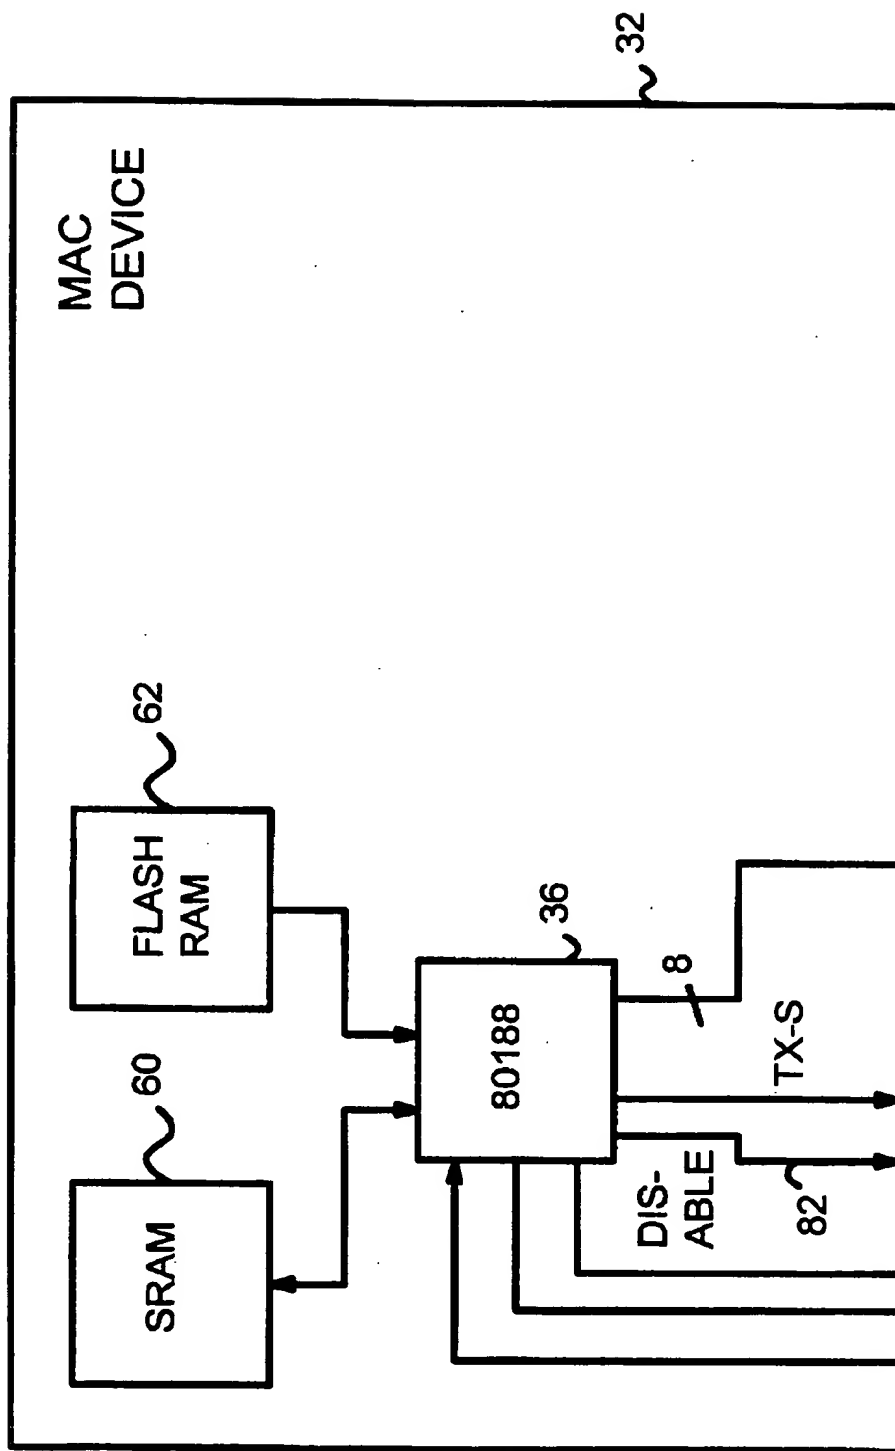 MAC
DEVICE
32
SRAM
60
FLASH
RAM
62
80188
36
DIS-
ABLE
82
TX-S
8